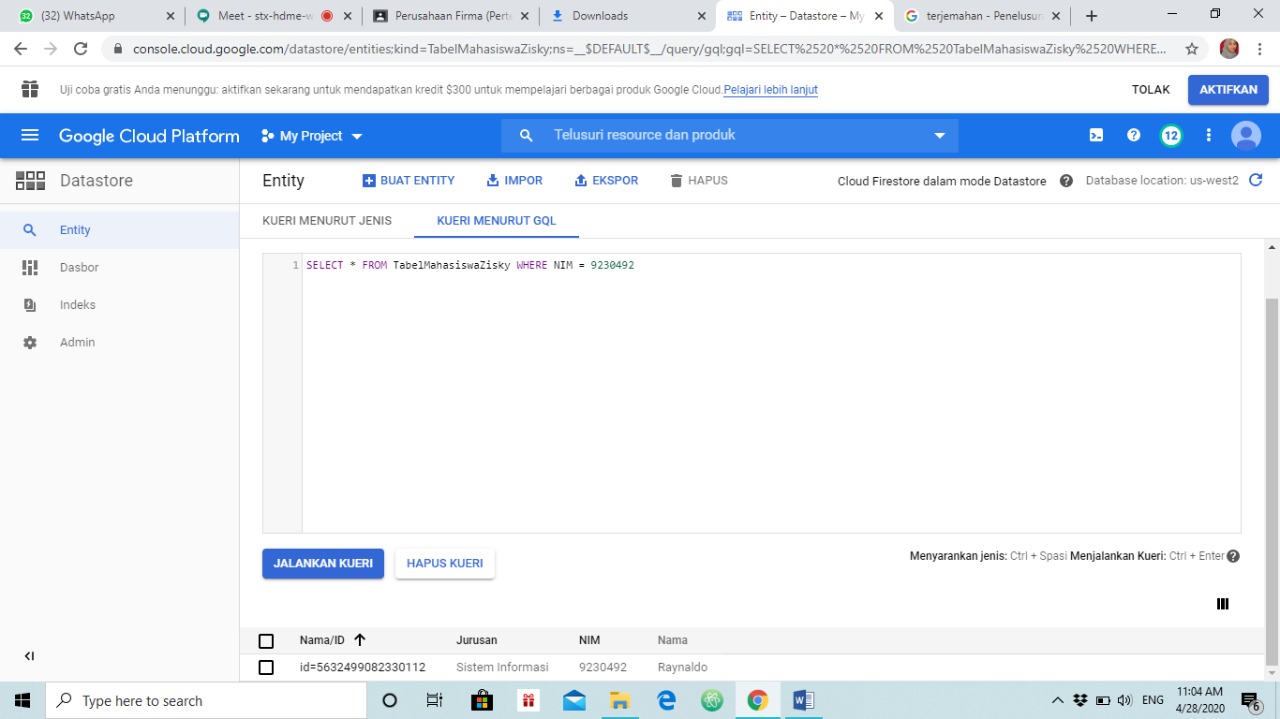 (32) WhatsApp
Meet - stx-hdme-w
Perusahaan Firma (Perte
Downloads
Entity – Datastore – My
terjemahan - Penelusur
console.cloud.google.com/datastore/entities;kind=TabelMahasiswaZisky;ns=__$DEFAULT$__/query/gql;gql=SELECT%2520*%2520FROM%2520TabelMahasiswaZisky%2520WHERE...
Uji coba gratis Anda menunggu: aktifkan sekarang untuk mendapatkan kredit $300 untuk mempelajari berbagai produk Google Cloud. Pelajari lebih lanjut
TOLAK
AKTIFKAN
Google Cloud Platform
My Project
Telusuri resource dan produk
12
Datastore
Entity
BUAT ENTITY
IMPOR
EKSPOR
HAPUS
Cloud Firestore dalam mode Datastore
Database location: us-west2
Entity
Dasbor
Indeks
Admin
KUERI MENURUT JENIS
KUERI MENURUT GQL
1 SELECT * FROM TabelMahasiswaZisky WHERE NIM = 9230492
JALANKAN KUERI
HAPUS KUERI
Menyarankan jenis: Ctrl + Spasi Menjalankan Kueri: Ctrl + Enter
Nama/ID Jurusan NIM Nama
id=5632499082330112 Sistem Informasi 9230492 Raynaldo
Type here to search
ENG
11:04 AM
4/28/2020
6